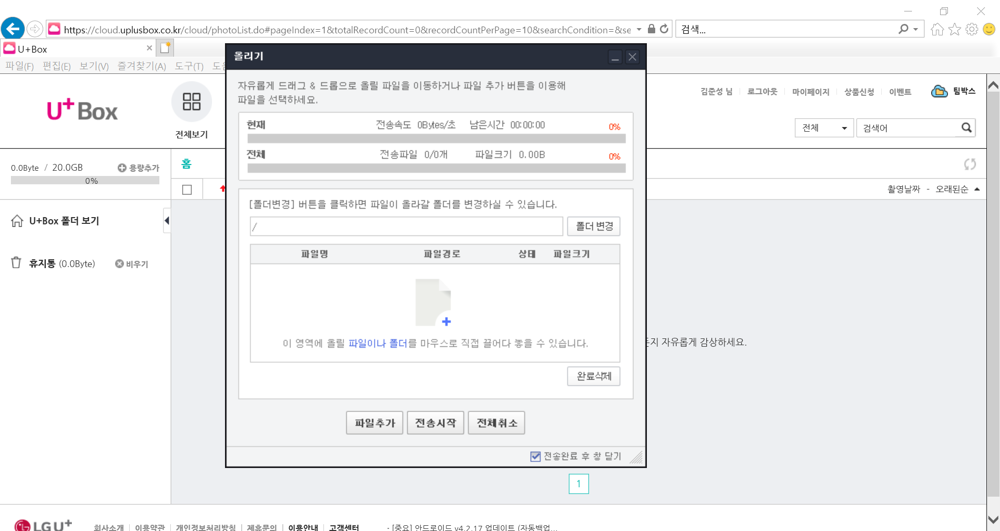 https://cloud.uplusbox.co.kr/cloud/photoList.do#pageIndex=1&totalRecordCount=0&recordCountPerPage=10&searchCondition=&se
검색...
U+Box
파일(F) 편집(E) 보기(V) 즐겨찾기(A) 도구(T)
올리기
자유롭게 드래그 & 드롭으로 올릴 파일을 이동하거나 파일 추가 버튼을 이용해
파일을 선택하세요.
현재 전송속도 0Bytes/초 남은시간 00:00:00 0%
전체 전송파일 0/0개 파일크기 0.00B 0%
[폴더변경] 버튼을 클릭하면 파일이 올라갈 폴더를 변경하실 수 있습니다.
/ 폴더 변경
파일명 파일경로 상태 파일크기
이 영역에 올릴 파일이나 폴더를 마우스로 직접 끌어다 놓을 수 있습니다.
완료삭제
파일추가 전송시작 전체취소
전송완료 후 창 닫기
U+ Box
전체보기
김준성 님 로그아웃 마이페이지 상품신청 이벤트 팀박스
전체 검색어
0.0Byte / 20.0GB 용량추가
0%
홈
촬영날짜 - 오래된순
U+Box 폴더 보기
휴지통 (0.0Byte) 비우기
지 자유롭게 감상하세요.
1
LG U+
회사소개 이용약관 개인정보처리방침 제휴문의 이용안내 고객센터
- [중요] 안드로이드 v4.2.17 업데이트 (자동백업...